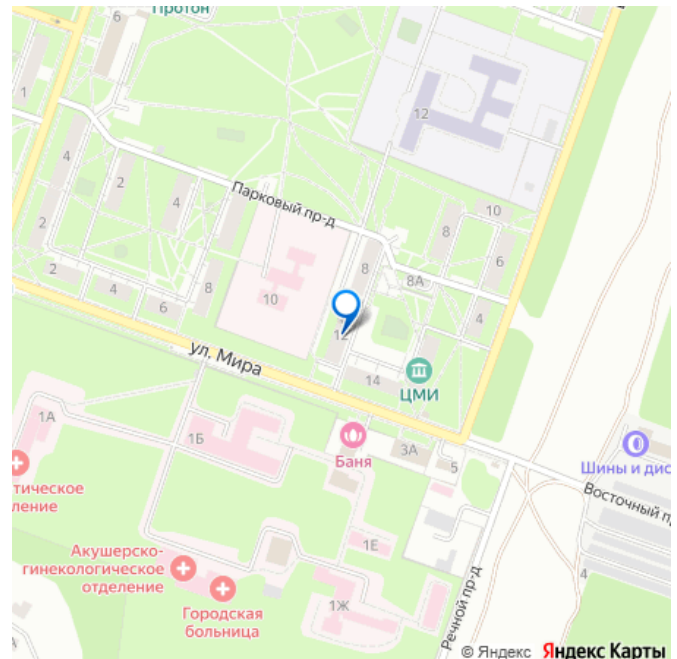 Протон
6
1
4
2
4
2
2
4
6
8
12
Парковый пр-д
10
8
8А
8
10
6
4
12
14
ул. Мира
ЦМИ
1А
1Б
Баня
3А
5
Шины и дис
Восточный п
тическое
ление
Акушерско-
гинекологическое
отделение
Городская
больница
1Е
1Ж
4
Речной пр-д
© Яндекс Яндекс Карты